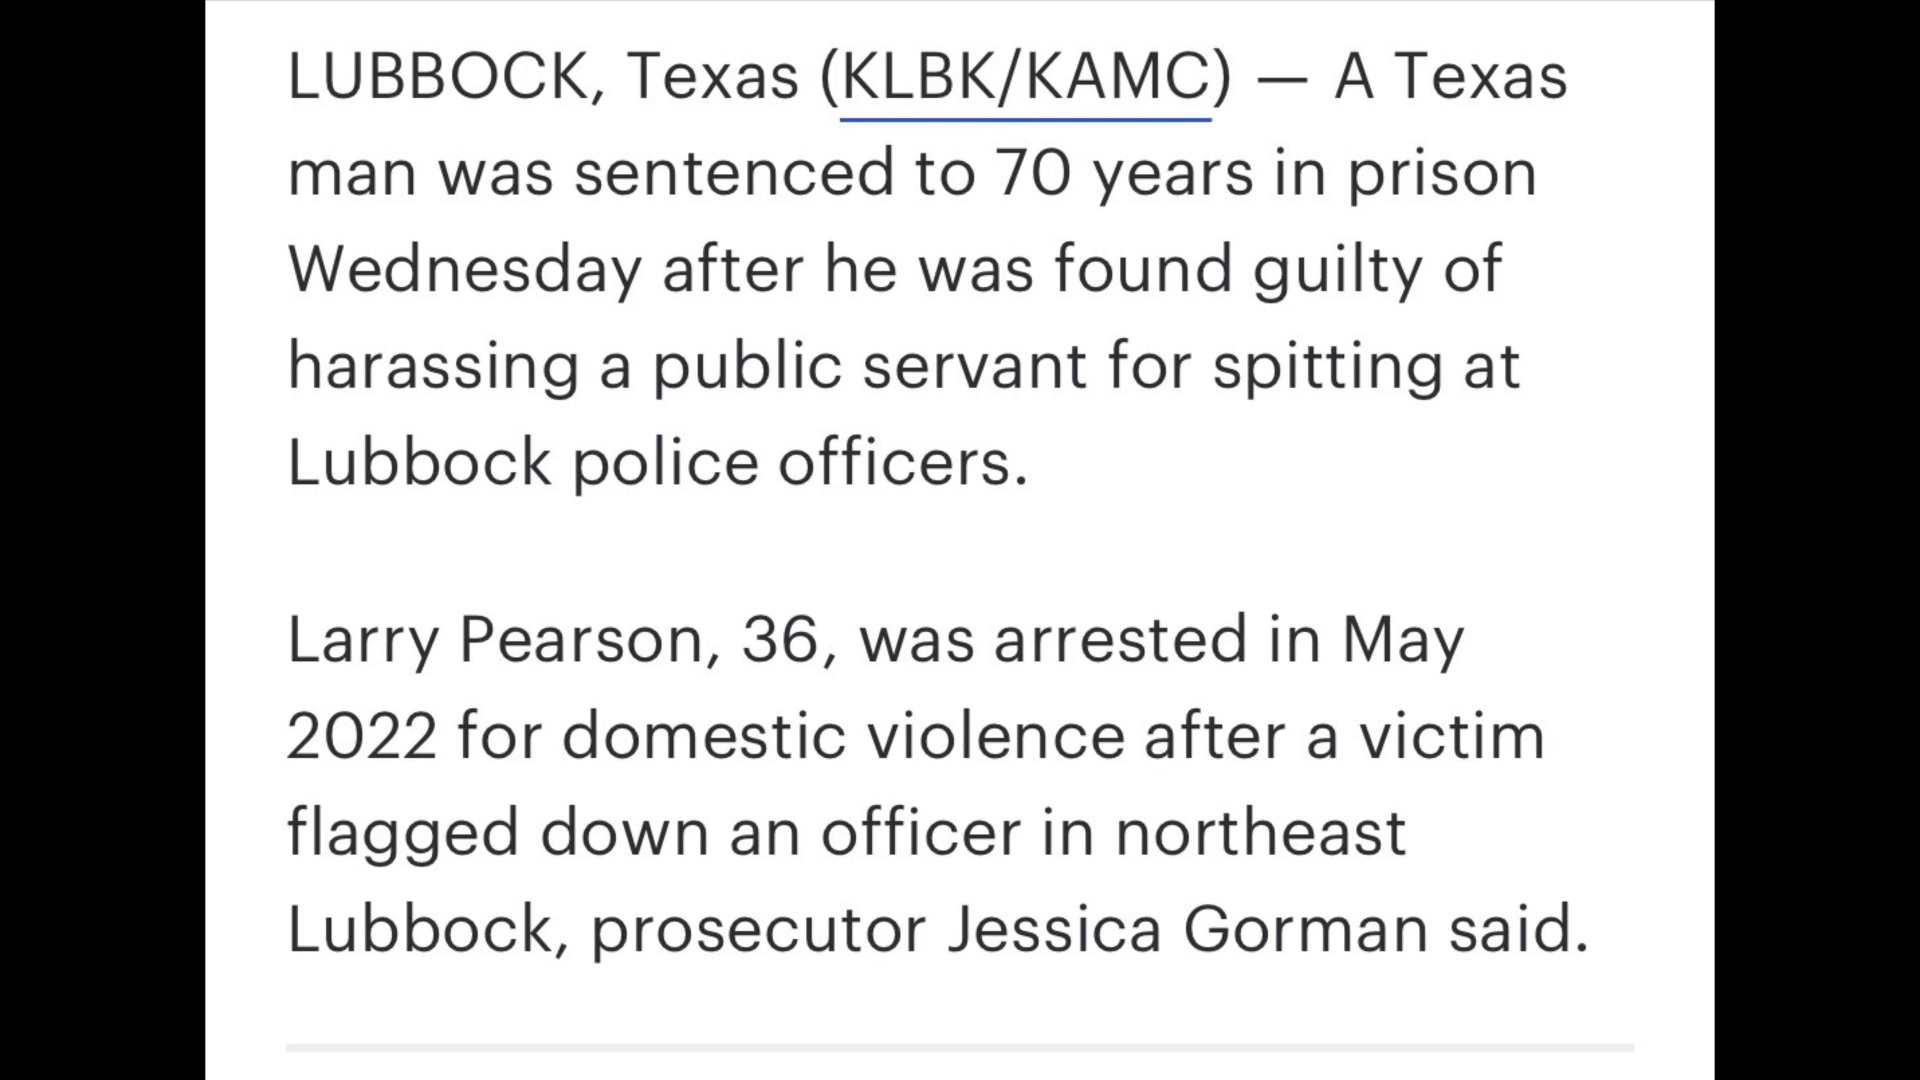 LUBBOCK, Texas (KLBK/KAMC) — A Texas
man was sentenced to 70 years in prison
Wednesday after he was found guilty of
harassing a public servant for spitting at
Lubbock police officers.
Larry Pearson, 36, was arrested in May
2022 for domestic violence after a victim
flagged down an officer in northeast
Lubbock, prosecutor Jessica Gorman said.